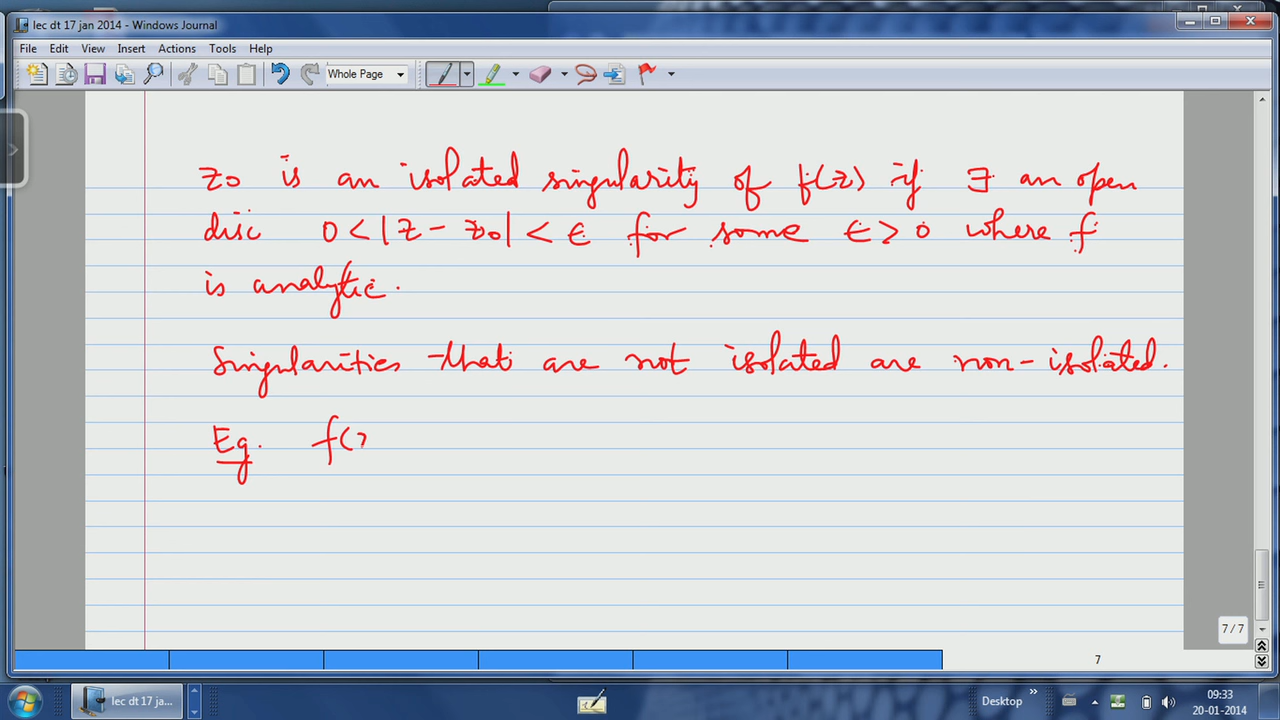 lec dt 17 jan 2014 - Windows Journal
File Edit View Insert Actions Tools Help
Whole Page
z0 is an isolated singularity of f(z) if ∃ an open
disc 0 < |z - z0| < ε for some ε > 0 where f
is analytic.
Singularities that are not isolated are non-isolated.
Eg. f(z
7 / 7
7
lec dt 17 ja...
Desktop
09:33
20-01-2014